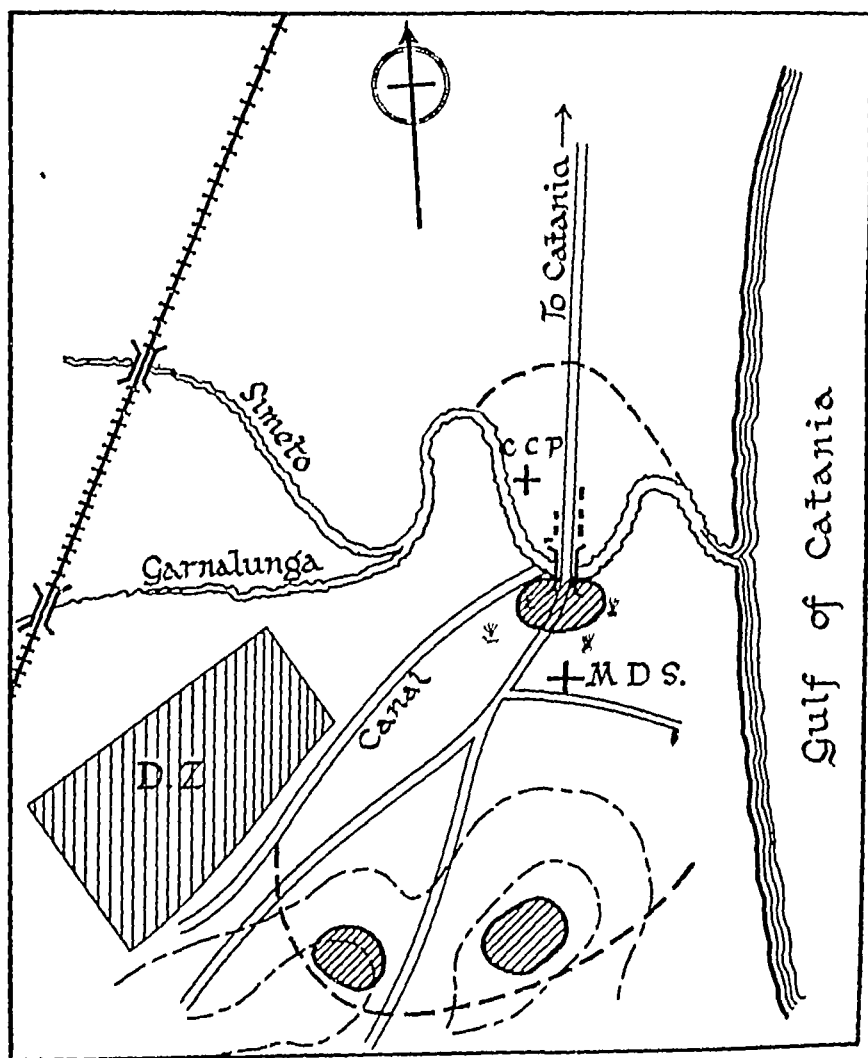 To Catania
Simeto
C C P
Garnalunga
Gulf of Catania
Canal
M D S.
D.Z